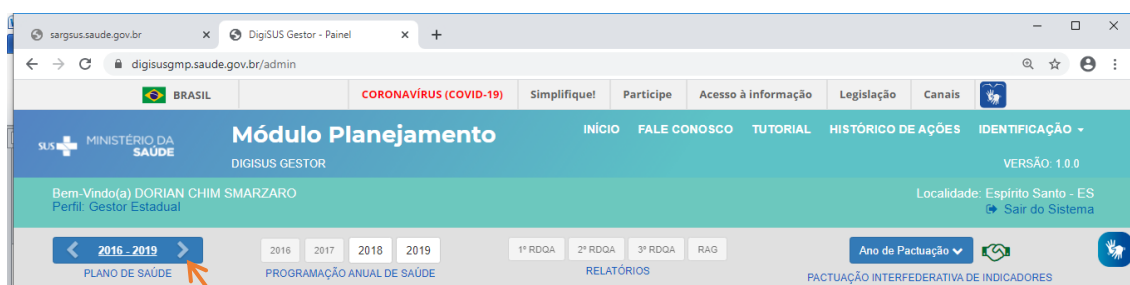 sargsus.saude.gov.br
DigiSUS Gestor - Painel
digisusgmp.saude.gov.br/admin
BRASIL CORONAVÍRUS (COVID-19) Simplifique! Participe Acesso à informação Legislação Canais
SUS MINISTÉRIO DA SAÚDE
Módulo Planejamento
DIGISUS GESTOR
INÍCIO FALE CONOSCO TUTORIAL HISTÓRICO DE AÇÕES IDENTIFICAÇÃO
VERSÃO: 1.0.0
Bem-Vindo(a) DORIAN CHIM SMARZARO
Perfil: Gestor Estadual
Localidade: Espírito Santo - ES
Sair do Sistema
2016 - 2019
PLANO DE SAÚDE
2016 2017 2018 2019
PROGRAMAÇÃO ANUAL DE SAÚDE
1º RDQA 2º RDQA 3º RDQA RAG
RELATÓRIOS
Ano de Pactuação
PACTUAÇÃO INTERFEDERATIVA DE INDICADORES